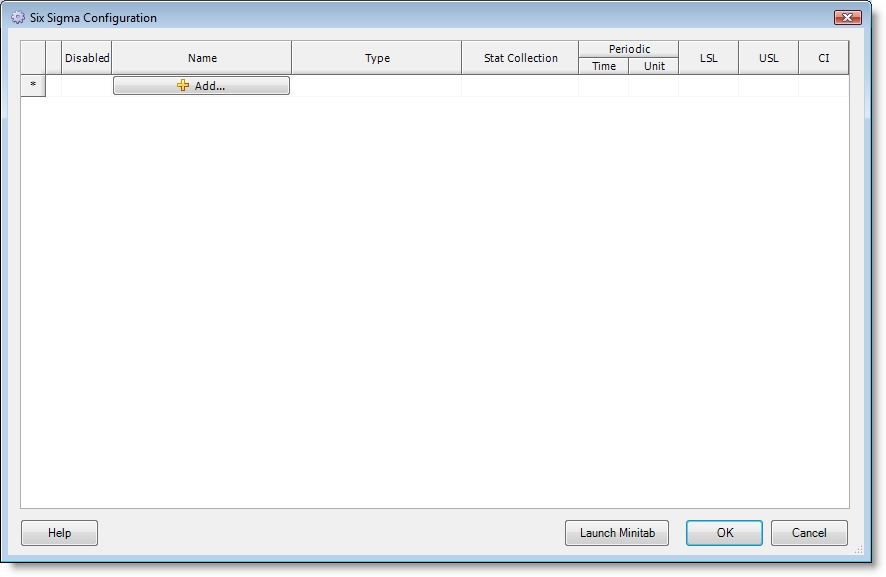 Six Sigma Configuration
Disabled Name Type Stat Collection Periodic LSL USL CI
Time Unit
* Add...
Help Launch Minitab OK Cancel